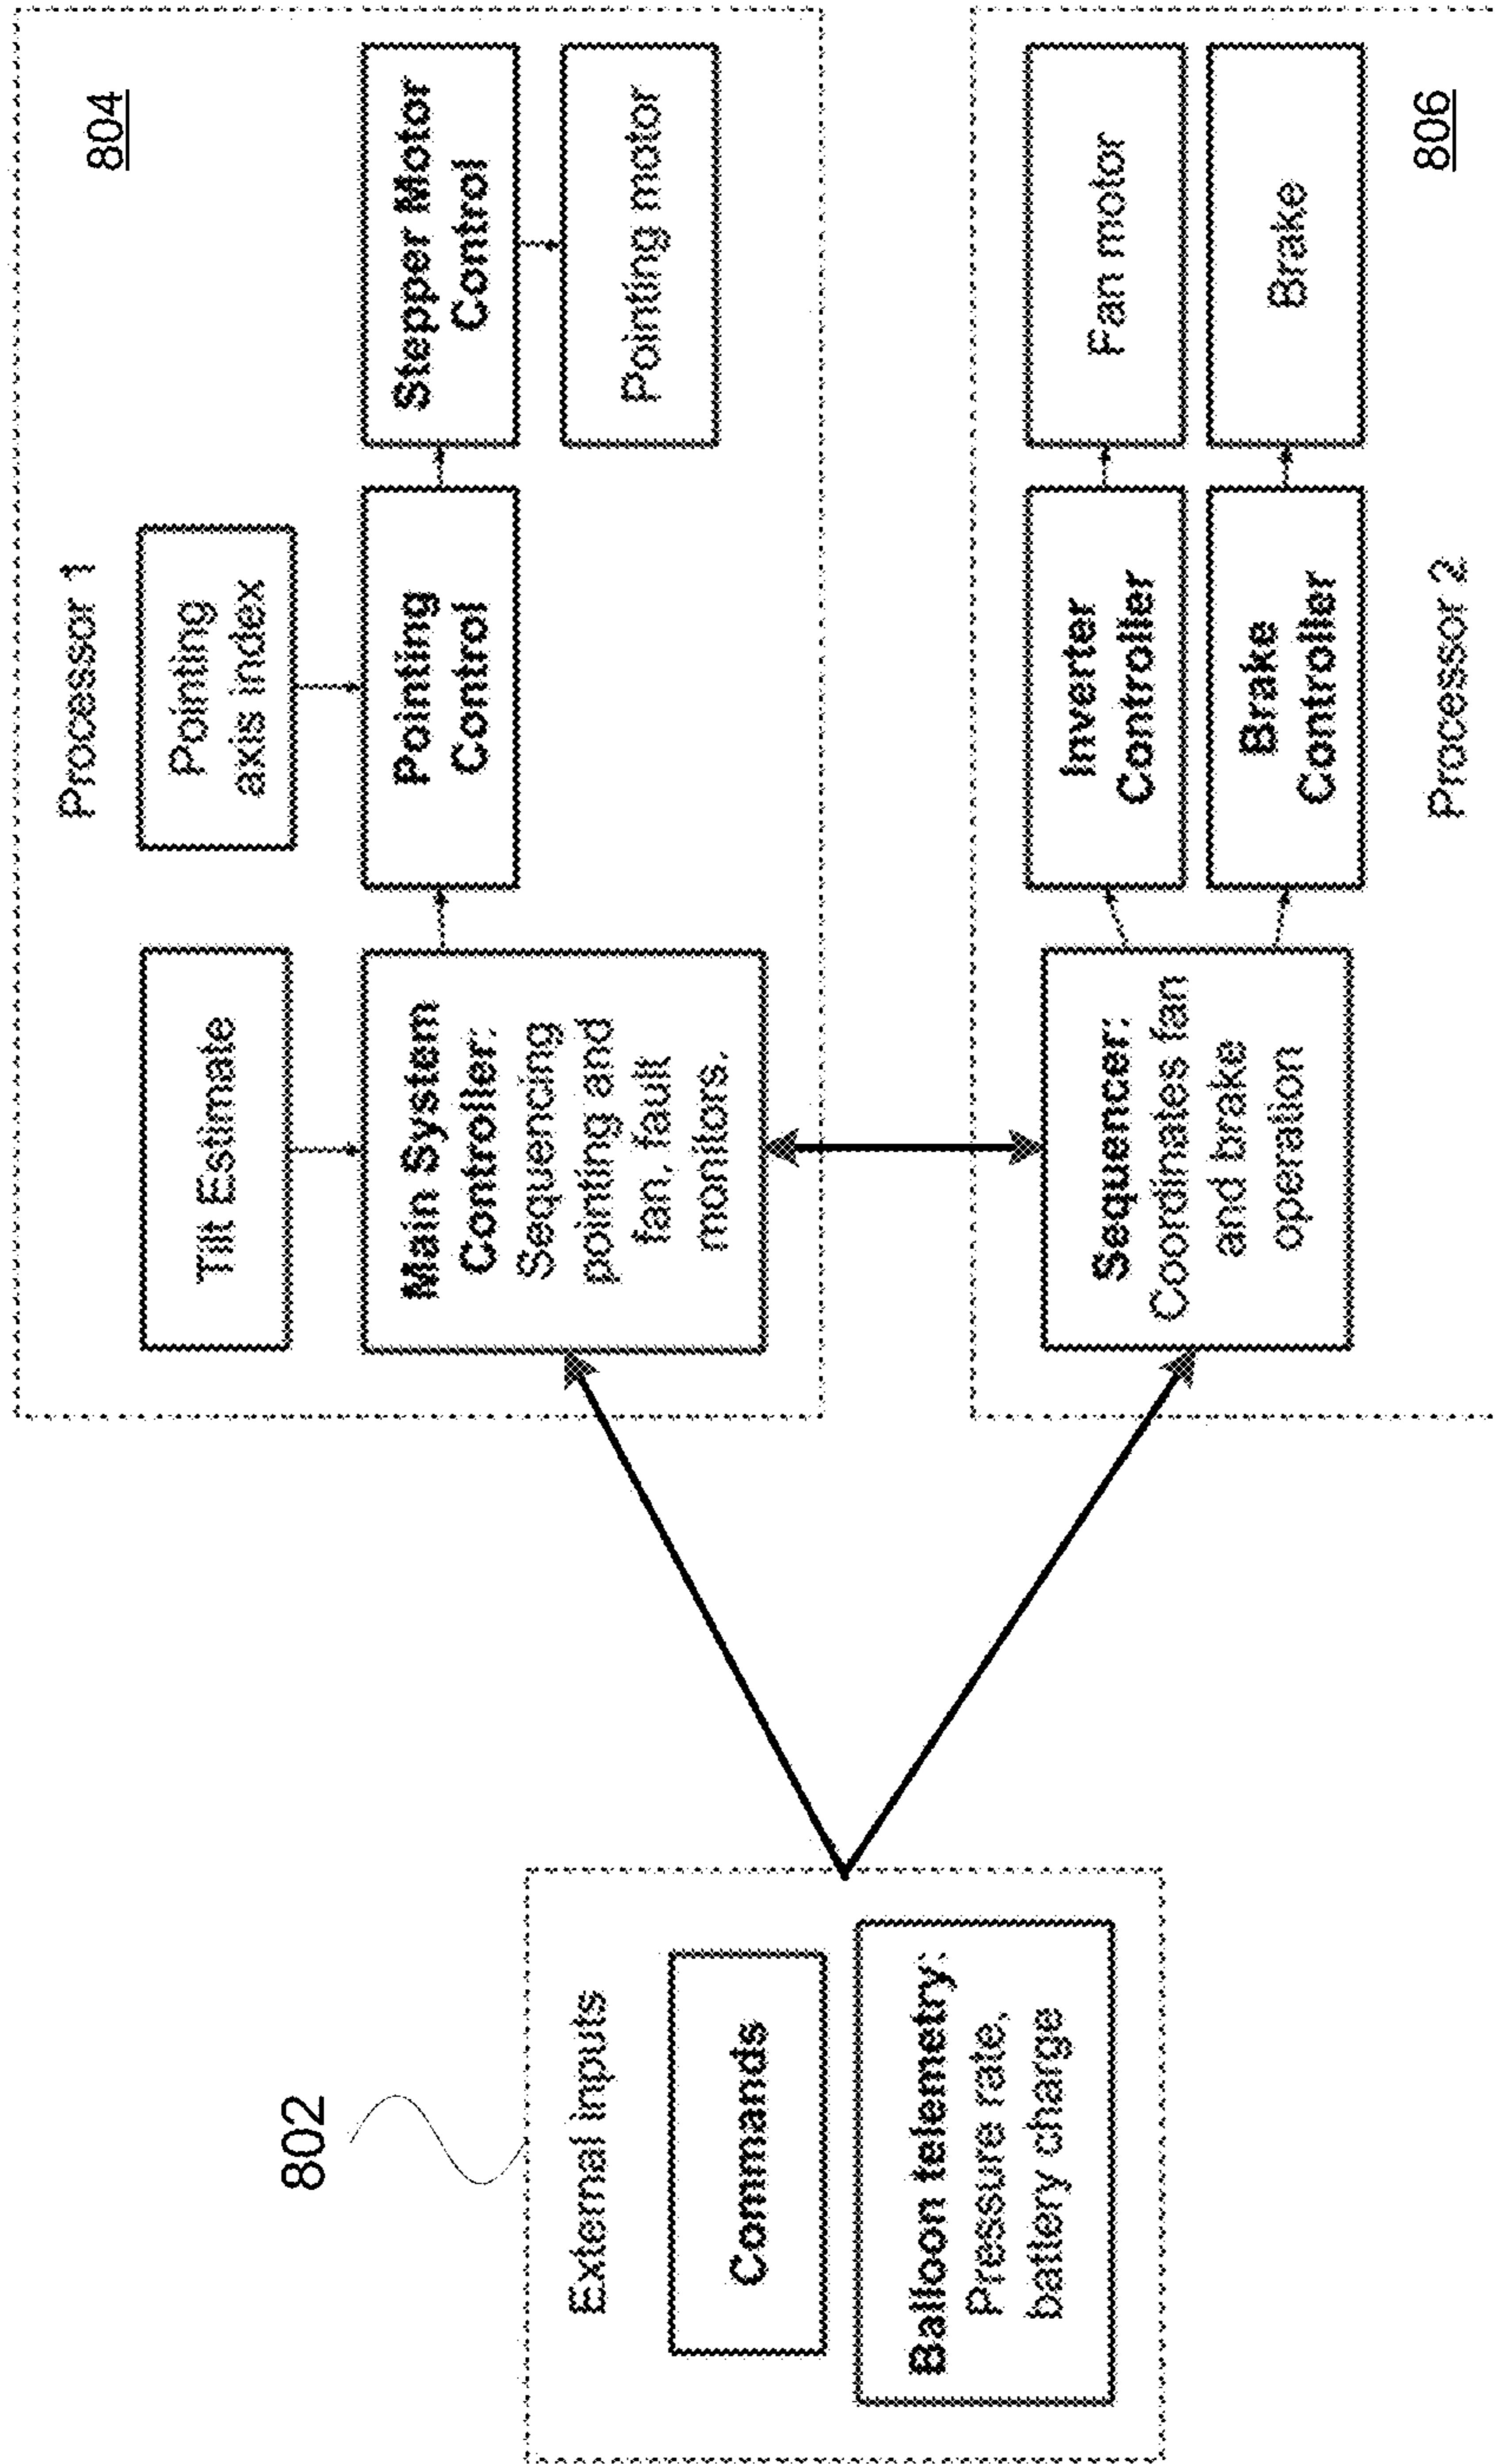 802
External inputs
Commands
Balloon telemetry:
Pressure rate,
battery charge
804
Processor 1
Tilt Estimate
Pointing
axis index
Main System
Controller:
Sequencing
pointing and
fan, fault
monitors.
Pointing
Control
Stepper Motor
Control
Pointing motor
Sequencer:
Coordinates fan
and brake
operation
Inverter
Controller
Fan motor
Brake
Controller
Brake
Processor 2
806